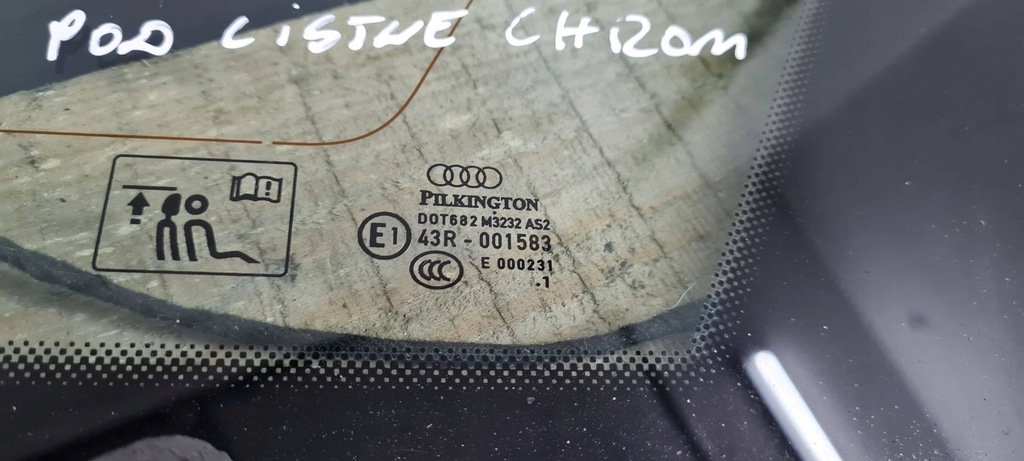 POD LISTWE CHROM
PILKINGTON
DOT682 M3232 AS2
E1 43R - 001583
CCC E 000231
.1